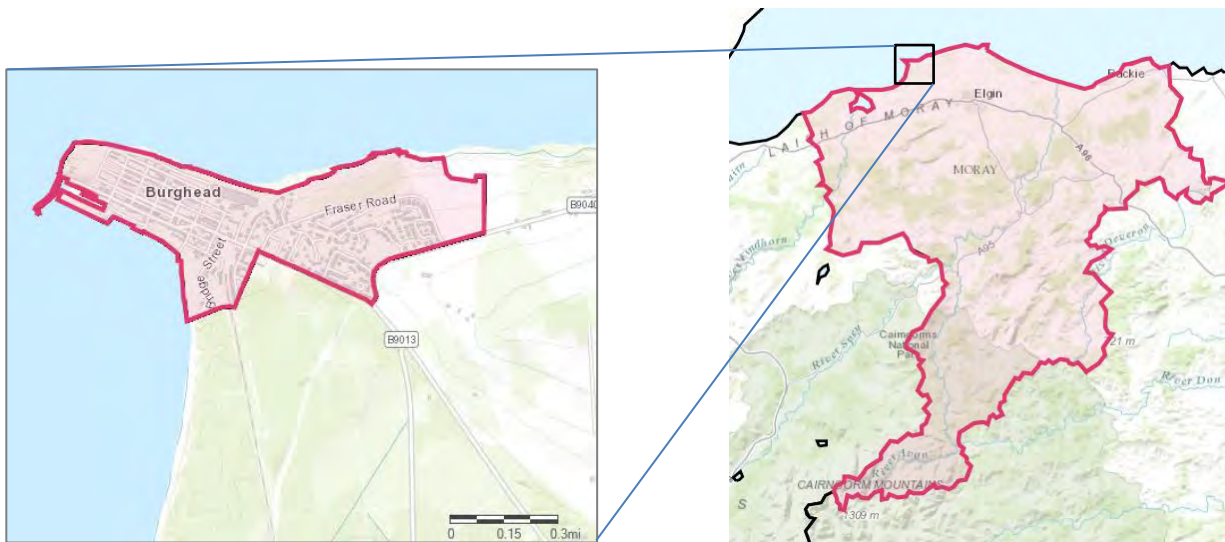 Burghead
Fraser Road
Bridge Street
B9040
B9013
0 0.15 0.3mi
Buckie
Elgin
LAICH OF MORAY
A96
MORAY
A95
Deveron
River Spey
Cairngorms
National
Park
21 m
River Don
River Avon
CAIRNGORM MOUNTAINS
S
1309 m